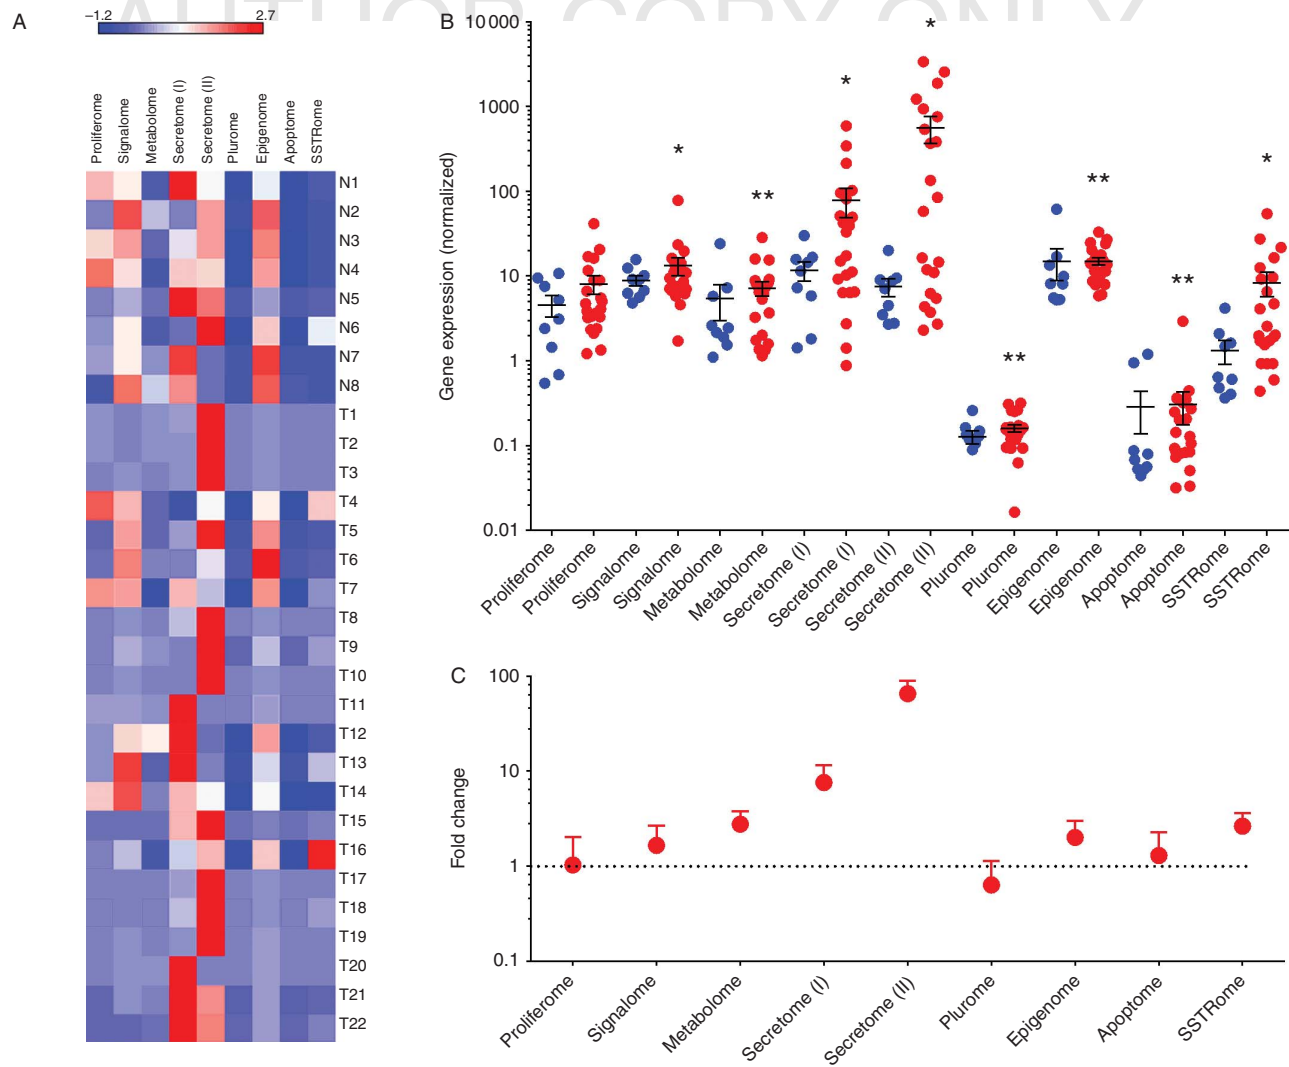 AUTHOR COPY ONLY
A
−1.2
2.7
Proliferome
Signalome
Metabolome
Secretome (I)
Secretome (II)
Plurome
Epigenome
Apoptome
SSTRome
N1
N2
N3
N4
N5
N6
N7
N8
T1
T2
T3
T4
T5
T6
T7
T8
T9
T10
T11
T12
T13
T14
T15
T16
T17
T18
T19
T20
T21
T22
B
Gene expression (normalized)
10 000
1000
100
10
1
0.1
0.01
*
**
*
*
**
**
**
*
Proliferome
Proliferome
Signalome
Signalome
Metabolome
Metabolome
Secretome (I)
Secretome (I)
Secretome (II)
Secretome (II)
Plurome
Plurome
Epigenome
Epigenome
Apoptome
Apoptome
SSTRome
SSTRome
C
Fold change
100
10
1
0.1
Proliferome
Signalome
Metabolome
Secretome (I)
Secretome (II)
Plurome
Epigenome
Apoptome
SSTRome